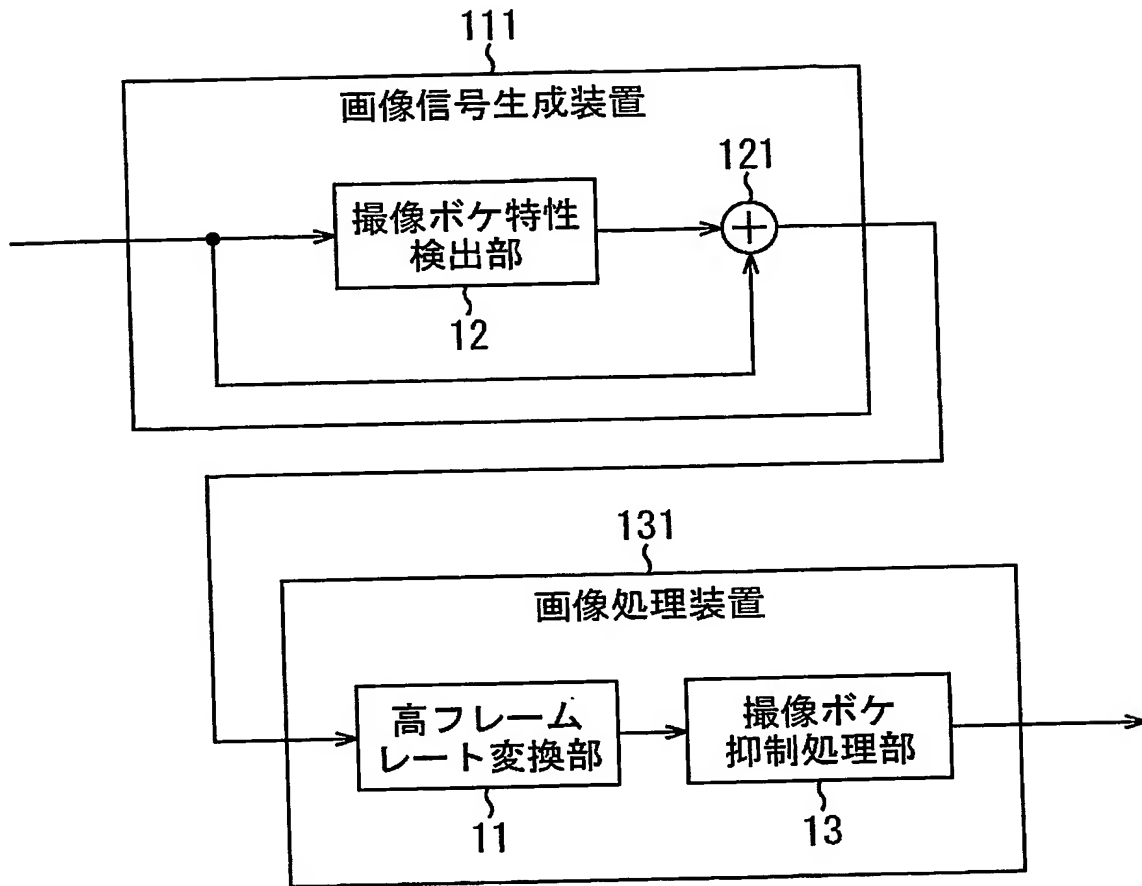 111
画像信号生成装置
121
撮像ボケ特性
検出部
+
12
131
画像処理装置
高フレーム
レート変換部
撮像ボケ
抑制処理部
11
13